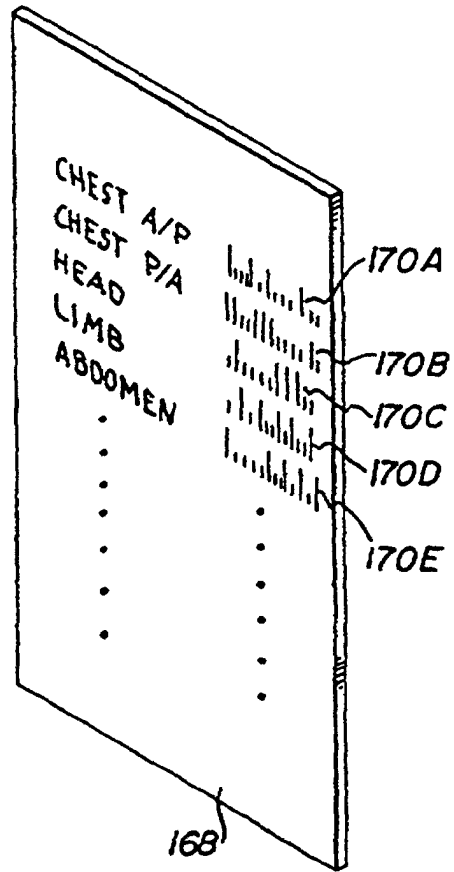 CHEST A/P
CHEST P/A
HEAD
LIMB
ABDOMEN
170A
170B
170C
170D
170E
168